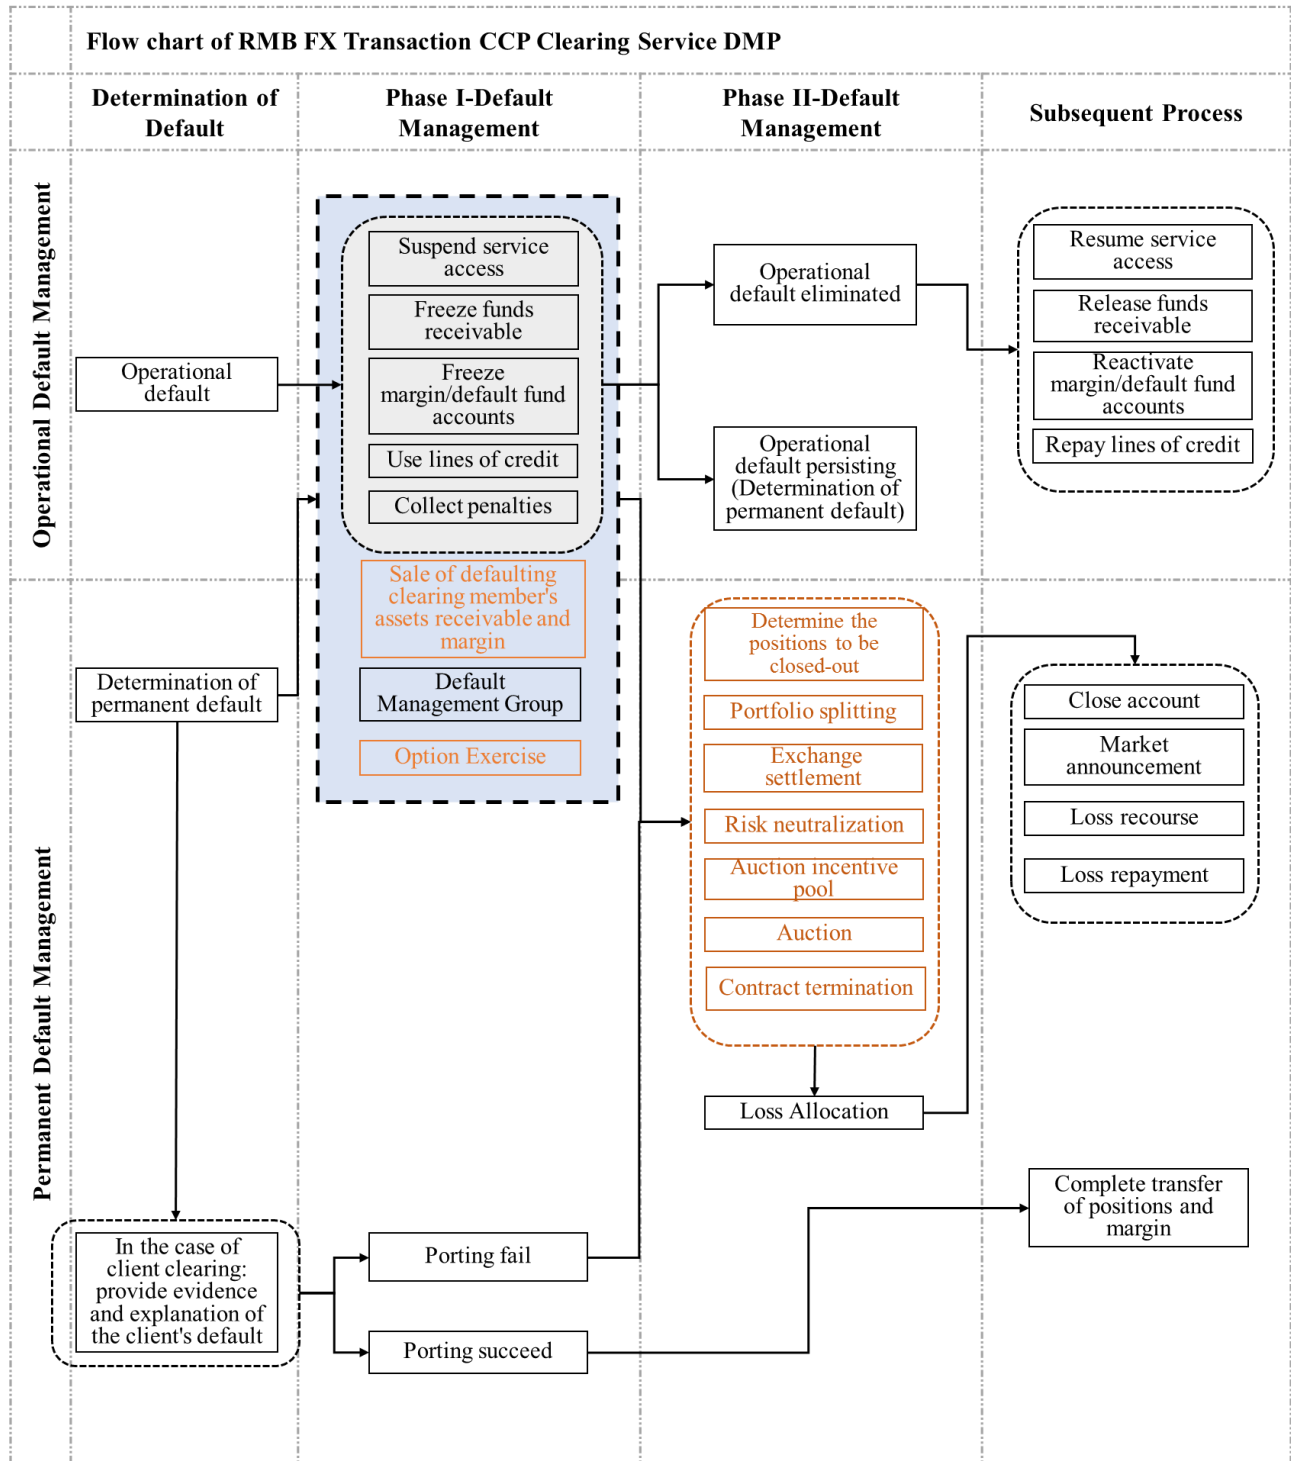 Flow chart of RMB FX Transaction CCP Clearing Service DMP
Determination of
Default
Phase I-Default
Management
Phase II-Default
Management
Subsequent Process
Operational Default Management
Operational
default
Suspend service
access
Freeze funds
receivable
Freeze
margin/default fund
accounts
Use lines of credit
Collect penalties
Operational
default eliminated
Operational
default persisting
(Determination of
permanent default)
Resume service
access
Release funds
receivable
Reactivate
margin/default fund
accounts
Repay lines of credit
Permanent Default Management
Determination of
permanent default
Sale of defaulting
clearing member's
assets receivable and
margin
Default
Management Group
Option Exercise
Determine the
positions to be
closed-out
Portfolio splitting
Exchange
settlement
Risk neutralization
Auction incentive
pool
Auction
Contract termination
Loss Allocation
Close account
Market
announcement
Loss recourse
Loss repayment
In the case of
client clearing:
provide evidence
and explanation of
the client's default
Porting fail
Porting succeed
Complete transfer
of positions and
margin